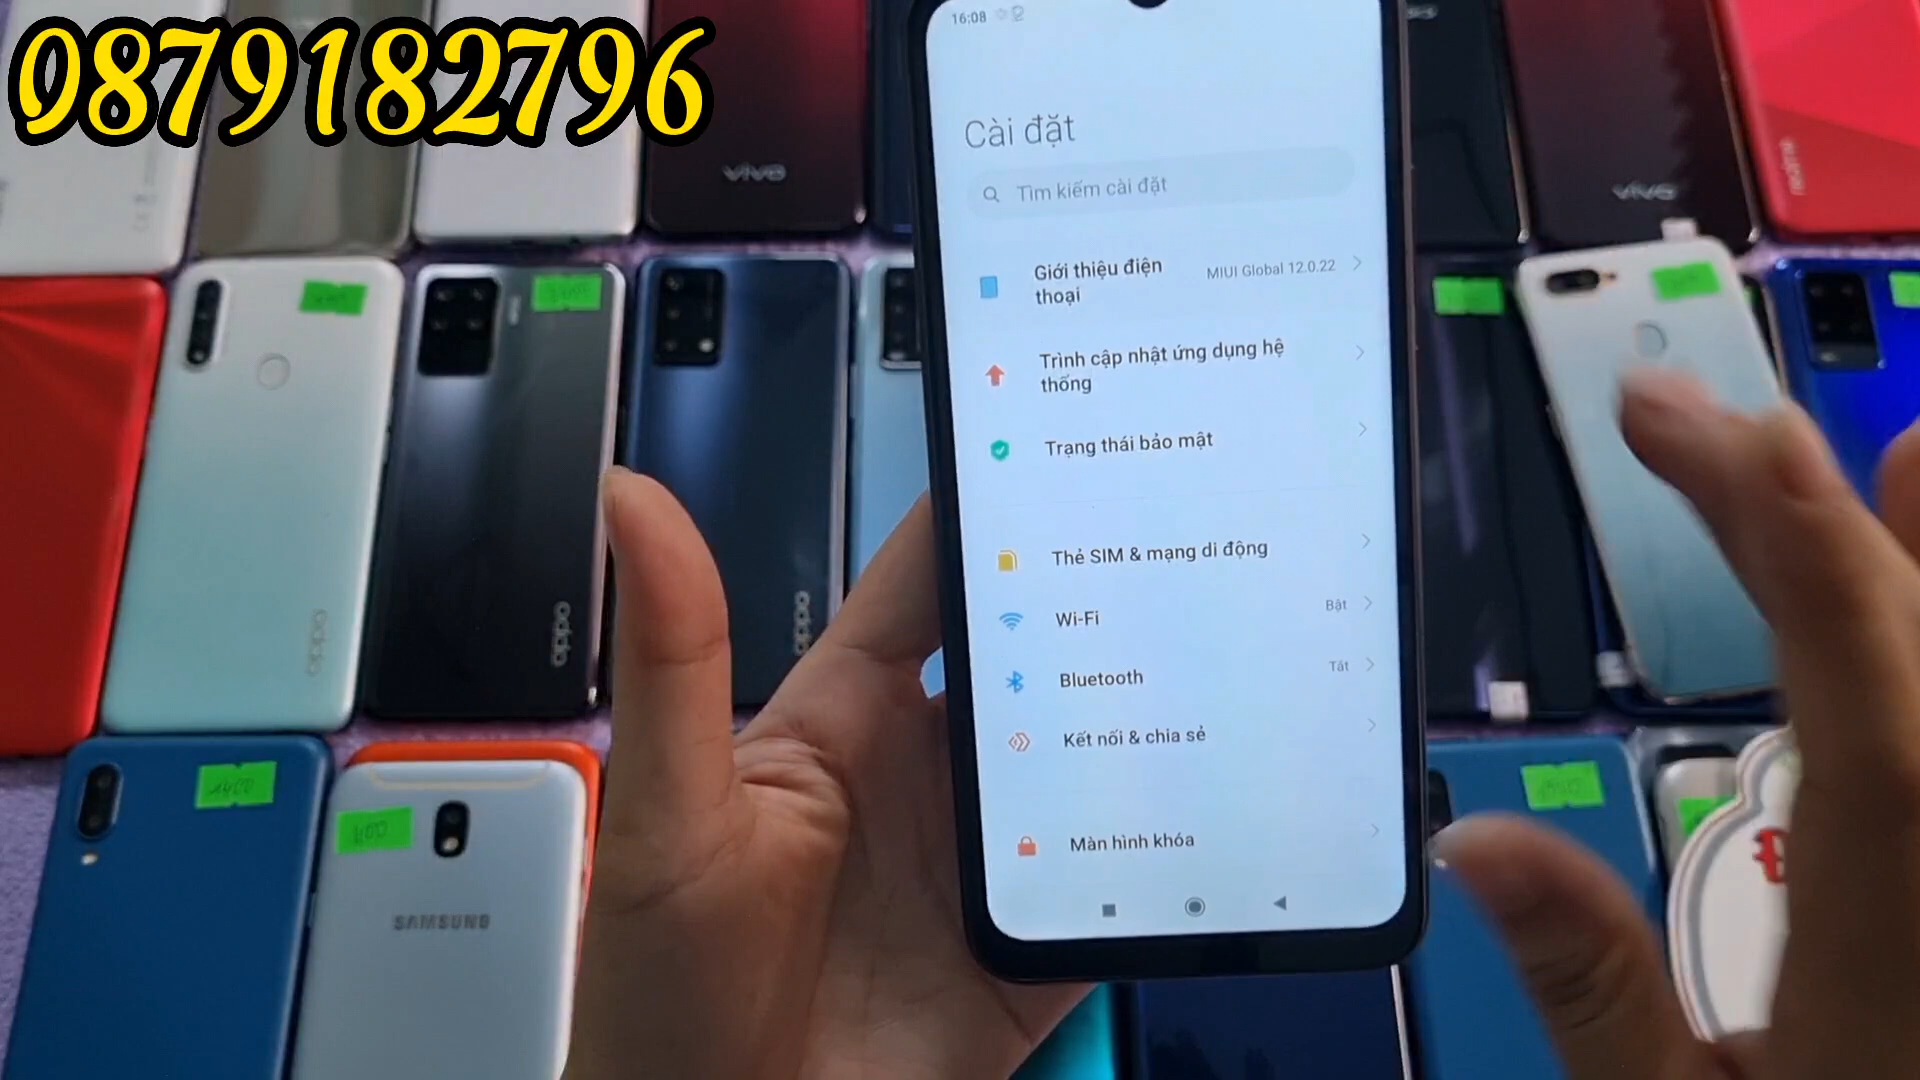 0879182796
16:08
Cài đặt
Tìm kiếm cài đặt
Giới thiệu điện
thoại
MIUI Global 12.0.22
Trình cập nhật ứng dụng hệ
thống
Trạng thái bảo mật
Thẻ SIM & mạng di động
Wi-Fi
Bật
Bluetooth
Tắt
Kết nối & chia sẻ
Màn hình khóa
vivo
vivo
realme
oppo
oppo
oppo
1400
SAMSUNG